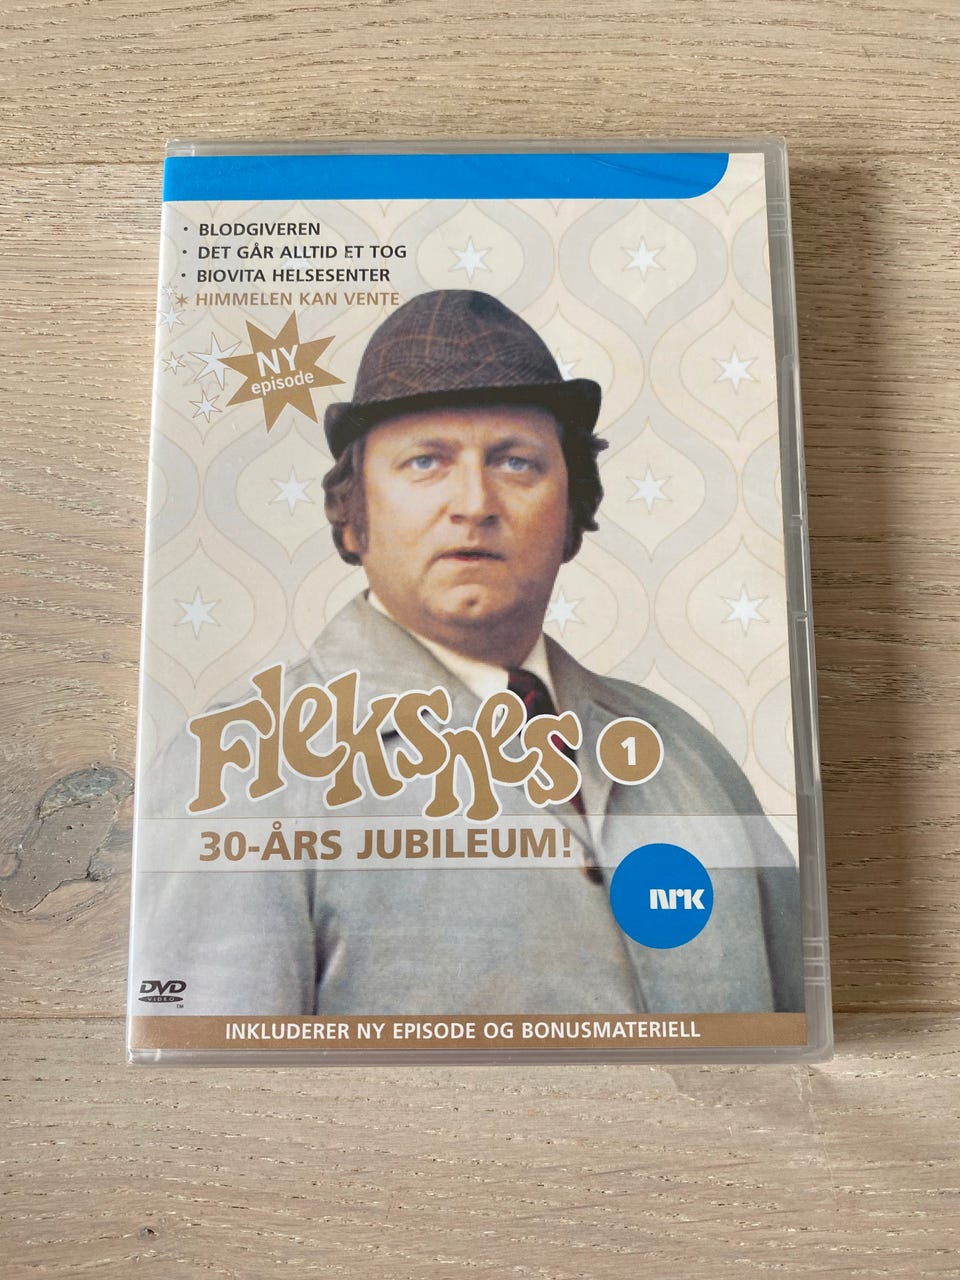 • BLODGIVEREN
• DET GÅR ALLTID ET TOG
• BIOVITA HELSESENTER
✶ HIMMELEN KAN VENTE
NY
episode
Fleksnes 1
30-ÅRS JUBILEUM!
NRK
DVD
VIDEO
TM
INKLUDERER NY EPISODE OG BONUSMATERIELL